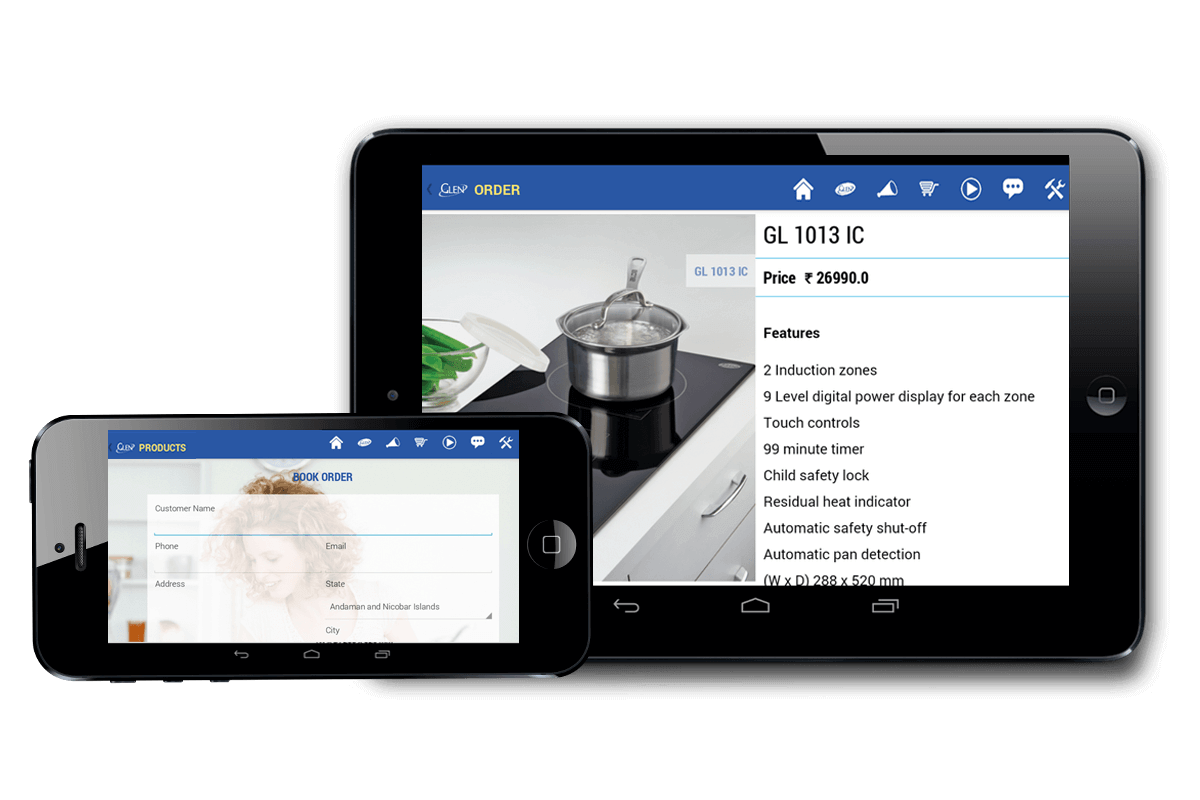 GLEN ORDER
GL 1013 IC
GL 1013 IC
Price ₹ 26990.0
Features
2 Induction zones
9 Level digital power display for each zone
Touch controls
99 minute timer
Child safety lock
Residual heat indicator
Automatic safety shut-off
Automatic pan detection
(W x D) 288 x 520 mm
GLEN PRODUCTS
BOOK ORDER
Customer Name
Phone Email
Address State
Andaman and Nicobar Islands
City